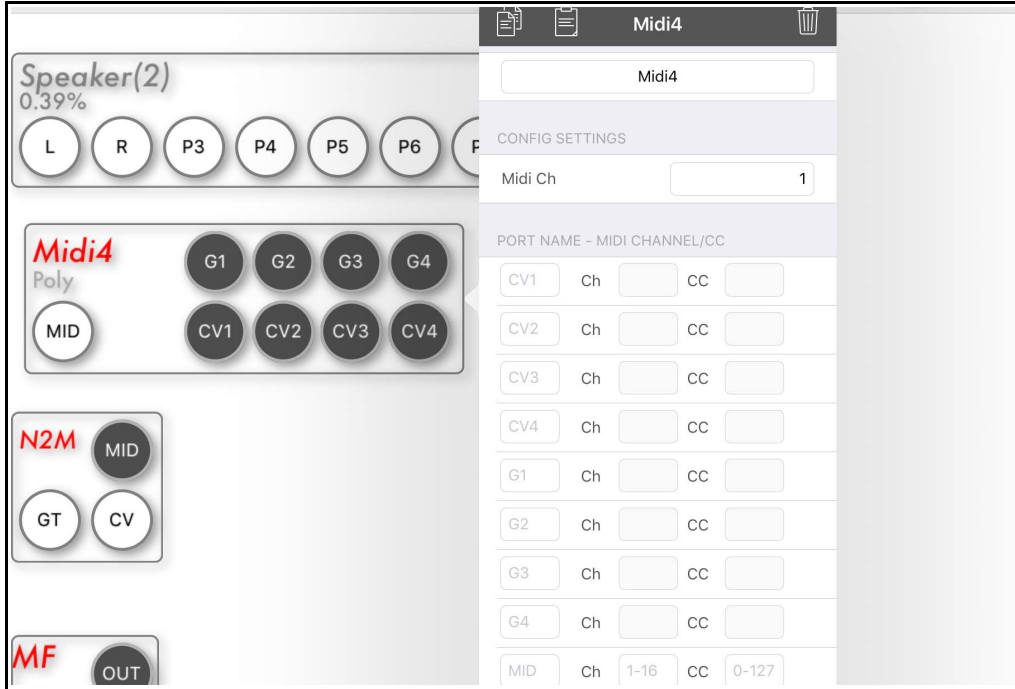 Midi4
Midi4
CONFIG SETTINGS
Midi Ch 1
PORT NAME - MIDI CHANNEL/CC
CV1 Ch CC
CV2 Ch CC
CV3 Ch CC
CV4 Ch CC
G1 Ch CC
G2 Ch CC
G3 Ch CC
G4 Ch CC
MID Ch 1-16 CC 0-127
Speaker(2)
0.39%
L R P3 P4 P5 P6
Midi4
Poly
G1 G2 G3 G4
MID CV1 CV2 CV3 CV4
N2M
MID
GT CV
MF
OUT